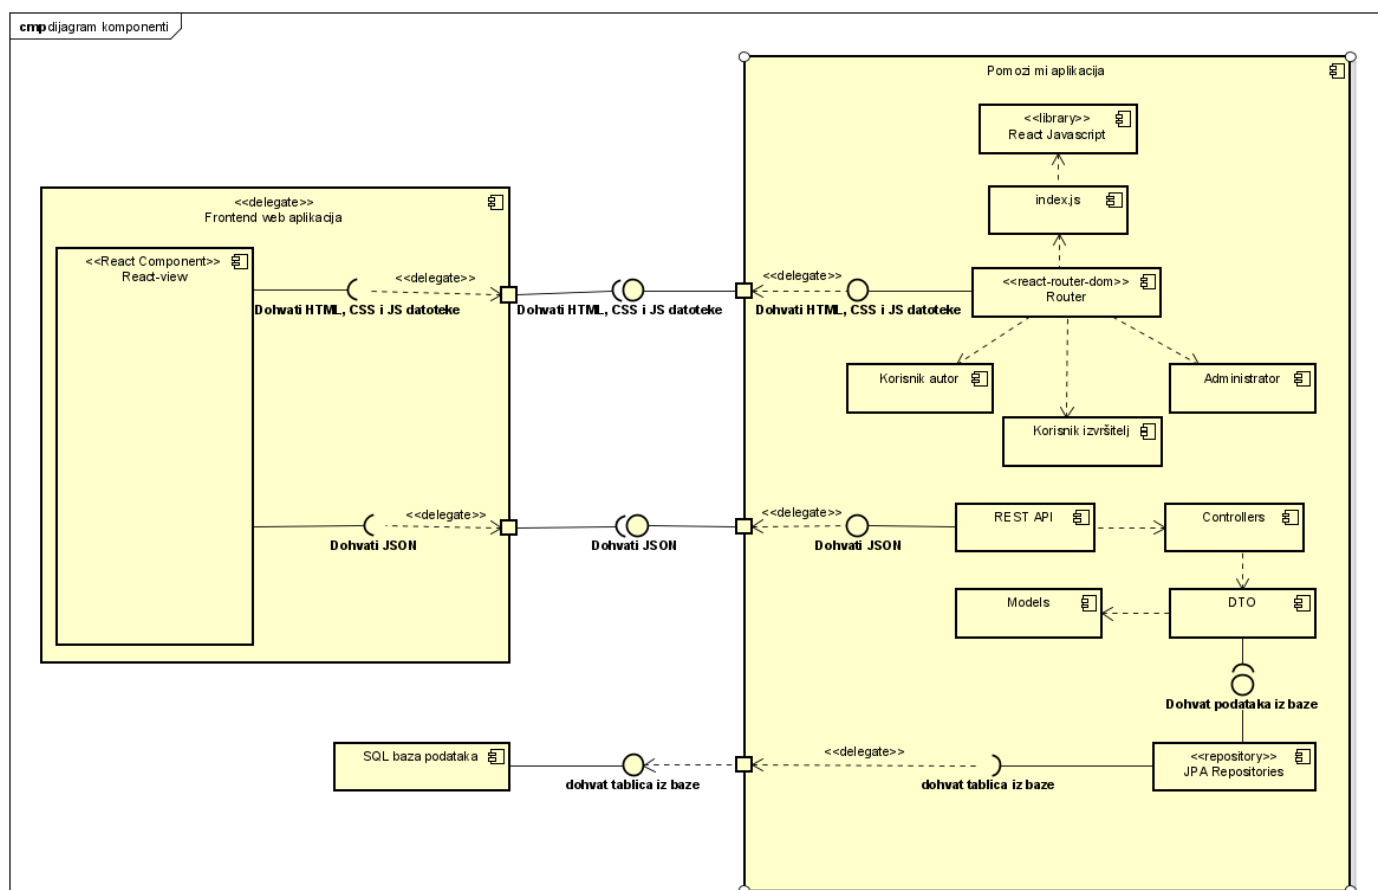 cmp dijagram komponenti
Pomozi mi aplikacija
<<library>>
React Javascript
index.js
<<delegate>>
Frontend web aplikacija
<<React Component>>
React-view
<<delegate>>
Dohvati HTML, CSS i JS datoteke
Dohvati HTML, CSS i JS datoteke
<<delegate>>
Dohvati HTML, CSS i JS datoteke
<<react-router-dom>>
Router
Korisnik autor
Administrator
Korisnik izvršitelj
<<delegate>>
Dohvati JSON
Dohvati JSON
<<delegate>>
Dohvati JSON
REST API
Controllers
Models
DTO
Dohvat podataka iz baze
SQL baza podataka
dohvat tablica iz baze
<<delegate>>
dohvat tablica iz baze
<<repository>>
JPA Repositories